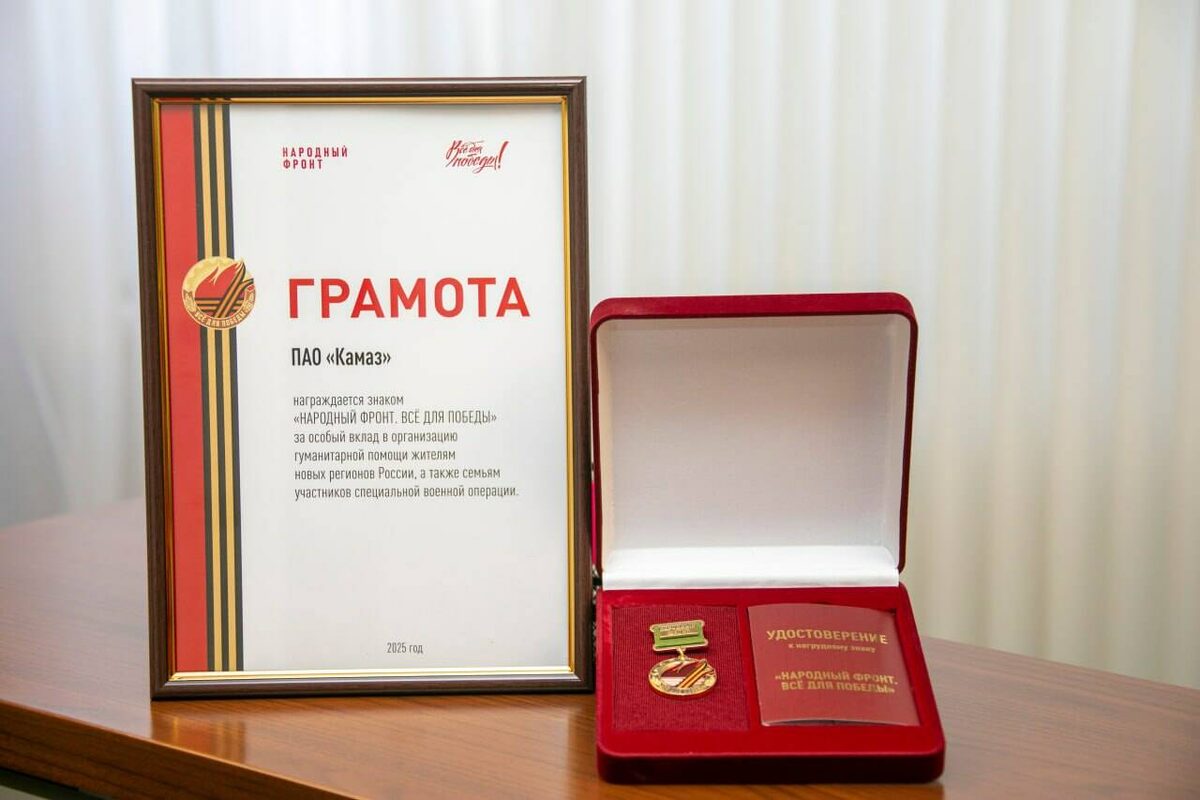 НАРОДНЫЙ
ФРОНТ
Всё для
победы!
ГРАМОТА
ВСЁ ДЛЯ ПОБЕДЫ
ПАО «Камаз»
награждается знаком
«НАРОДНЫЙ ФРОНТ. ВСЁ ДЛЯ ПОБЕДЫ»
за особый вклад в организацию
гуманитарной помощи жителям
новых регионов России, а также семьям
участников специальной военной операции.
2025 год
УДОСТОВЕРЕНИЕ
к нагрудному знаку
«НАРОДНЫЙ ФРОНТ.
ВСЁ ДЛЯ ПОБЕДЫ»